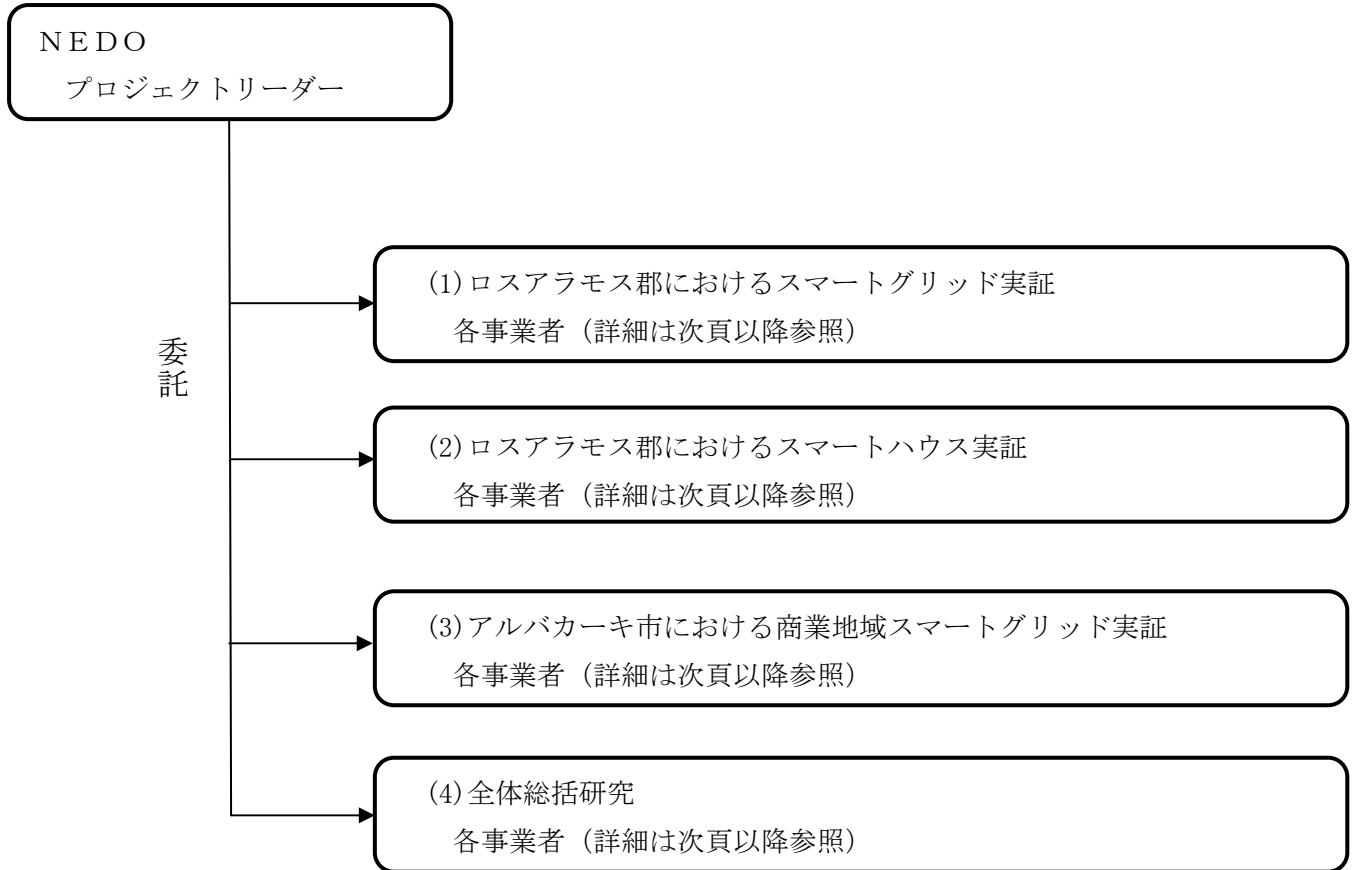 ＮＥＤＯ
プロジェクトリーダー
委託
(1)ロスアラモス郡におけるスマートグリッド実証
各事業者（詳細は次頁以降参照）
(2)ロスアラモス郡におけるスマートハウス実証
各事業者（詳細は次頁以降参照）
(3)アルバカーキ市における商業地域スマートグリッド実証
各事業者（詳細は次頁以降参照）
(4)全体総括研究
各事業者（詳細は次頁以降参照）